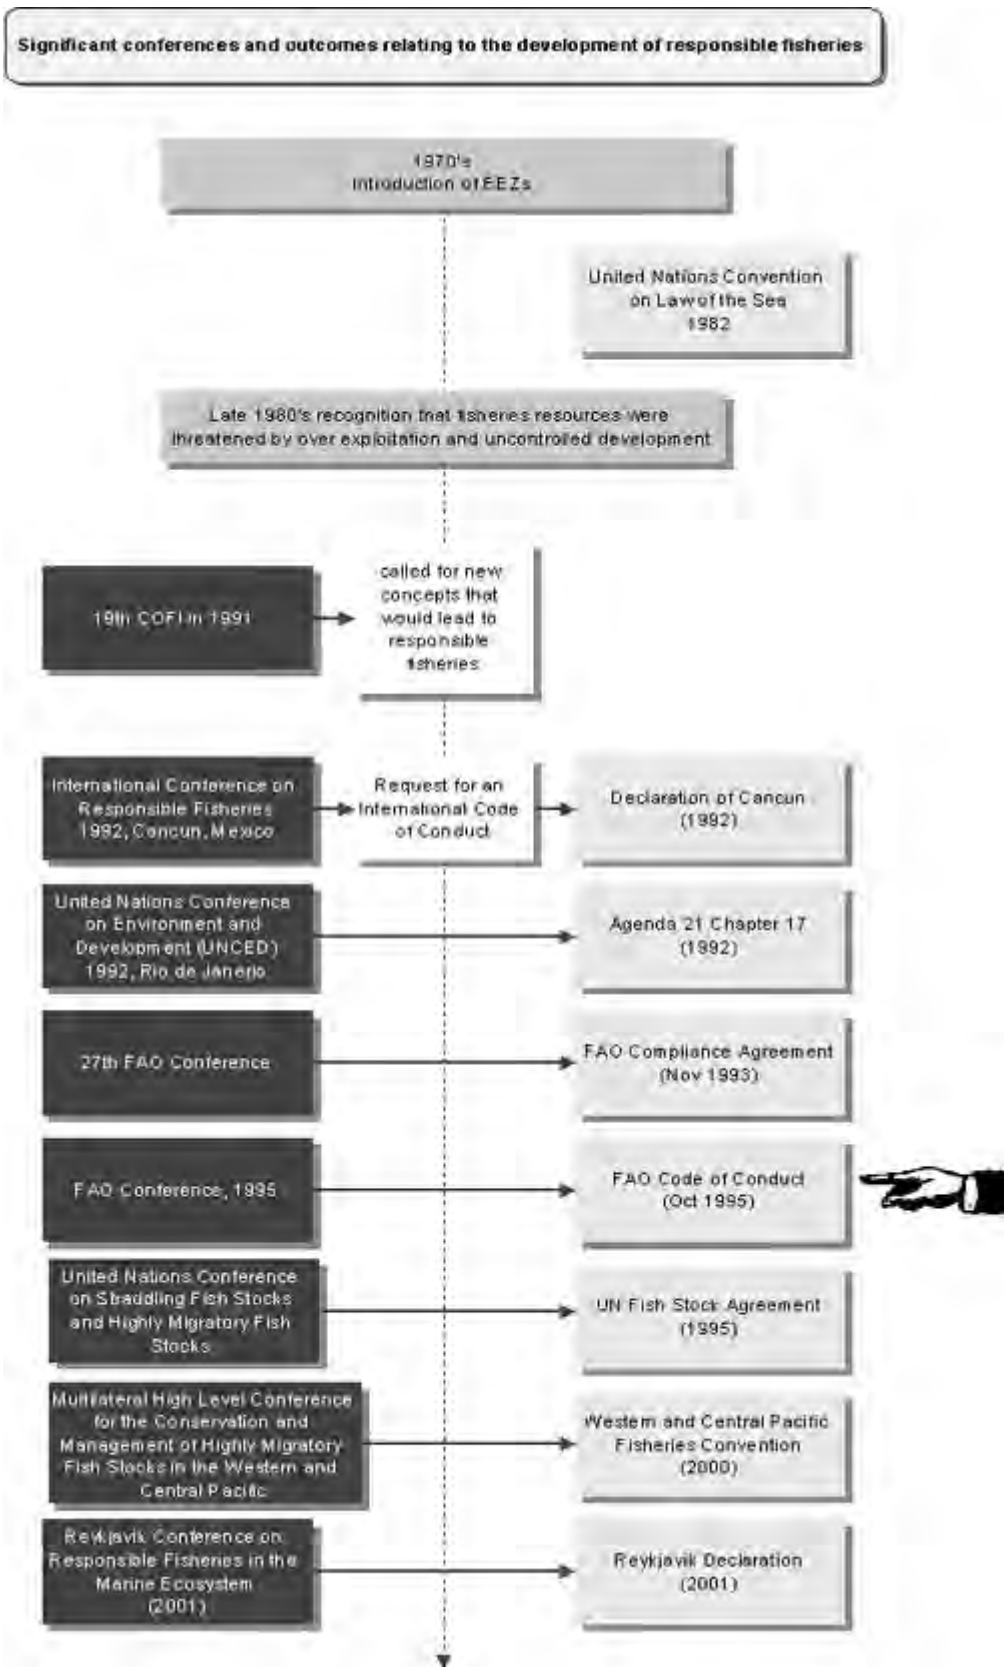 Significant conferences and outcomes relating to the development of responsible fisheries
1970's
Introduction of EEZs
United Nations Convention
on Law of the Sea
1982
Late 1980's recognition that fisheries resources were
threatened by over exploitation and uncontrolled development
19th COFI in 1991
called for new
concepts that
would lead to
responsible
fisheries
International Conference on
Responsible Fisheries
1992, Cancun, Mexico
Request for an
International Code
of Conduct
Declaration of Cancun
(1992)
United Nations Conference
on Environment and
Development (UNCED)
1992, Rio de Janerio
Agenda 21 Chapter 17
(1992)
27th FAO Conference
FAO Compliance Agreement
(Nov 1993)
FAO Conference, 1995
FAO Code of Conduct
(Oct 1995)
United Nations Conference
on Straddling Fish Stocks
and Highly Migratory Fish
Stocks
UN Fish Stock Agreement
(1995)
Multilateral High Level Conference
for the Conservation and
Management of Highly Migratory
Fish Stocks in the Western and
Central Pacific
Western and Central Pacific
Fisheries Convention
(2000)
Reykjavik Conference on
Responsible Fisheries in the
Marine Ecosystem
(2001)
Reykjavik Declaration
(2001)